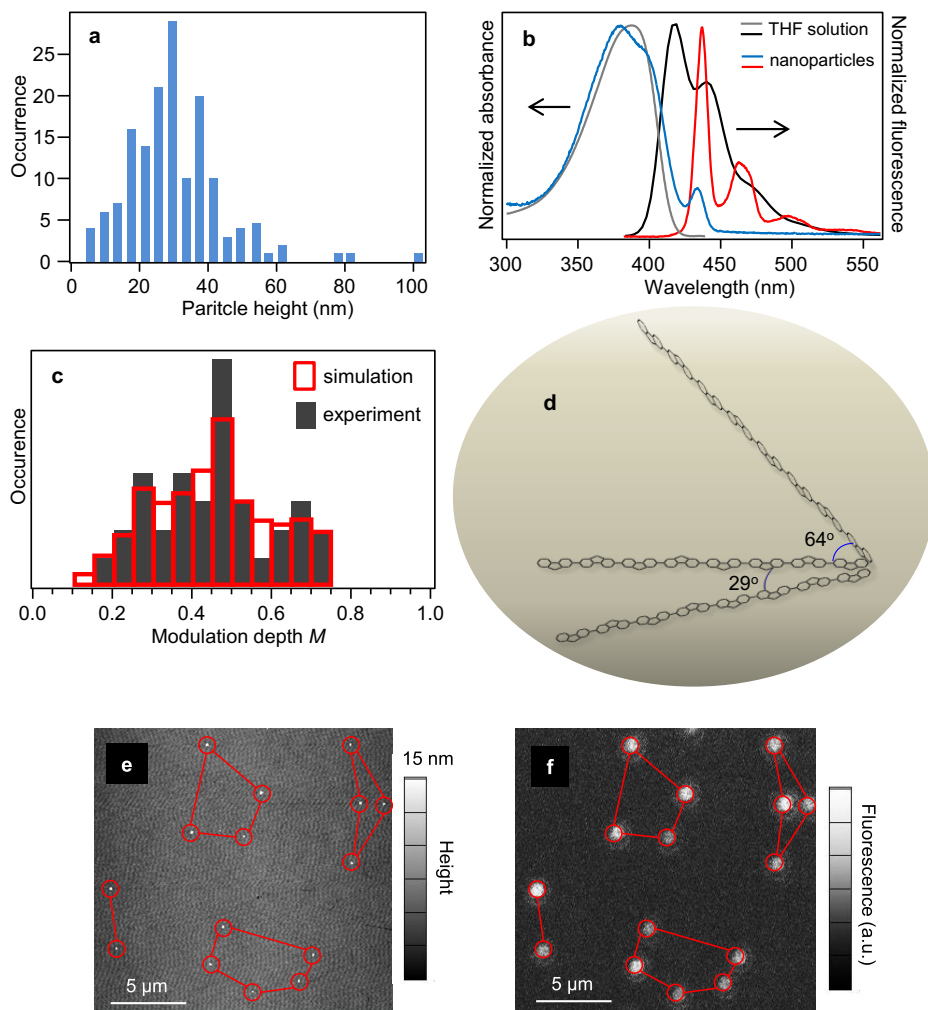 a
25
20
15
10
5
0
Occurrence
0 20 40 60 80 100
Paritcle height (nm)
b
THF solution
nanoparticles
Normalized absorbance
Normalized fluorescence
300 350 400 450 500 550
Wavelength (nm)
c
simulation
experiment
Occurence
0.0 0.2 0.4 0.6 0.8 1.0
Modulation depth M
d
64°
29°
e
15 nm
Height
5 µm
f
Fluorescence (a.u.)
5 µm